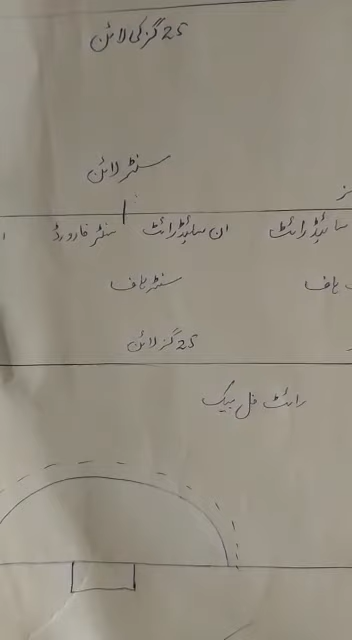 25 گز کی لائن
سنٹر لائن
سائیڈ رائٹ ان سائیڈ رائٹ سنٹر فارورڈ
ہاف سنٹر ہاف
25 گز لائن
رائٹ فل بیک